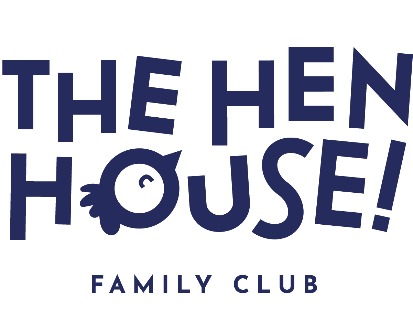 THE HEN
HOUSE!
FAMILY CLUB